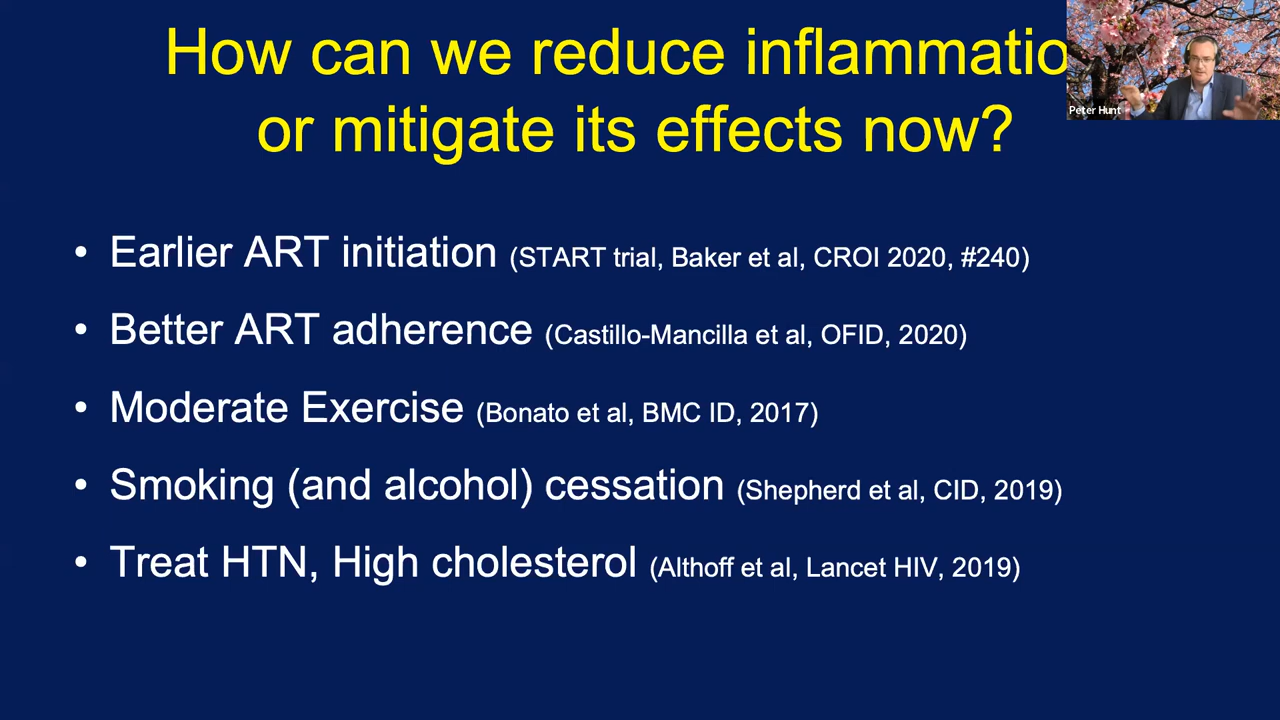 How can we reduce inflammatio
or mitigate its effects now?
Peter Hunt
• Earlier ART initiation (START trial, Baker et al, CROI 2020, #240)
• Better ART adherence (Castillo-Mancilla et al, OFID, 2020)
• Moderate Exercise (Bonato et al, BMC ID, 2017)
• Smoking (and alcohol) cessation (Shepherd et al, CID, 2019)
• Treat HTN, High cholesterol (Althoff et al, Lancet HIV, 2019)